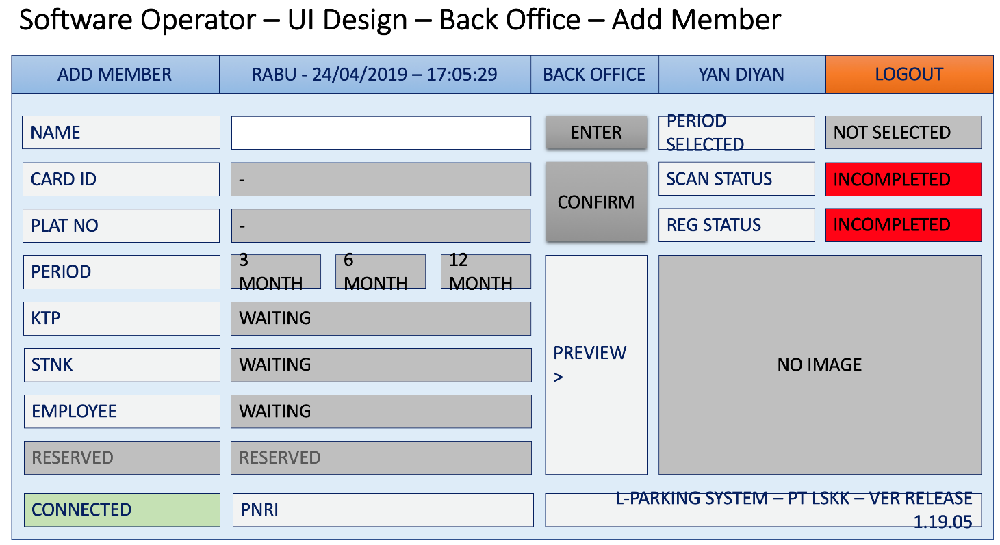 Software Operator – UI Design – Back Office – Add Member
ADD MEMBER
RABU - 24/04/2019 – 17:05:29
BACK OFFICE
YAN DIYAN
LOGOUT
NAME
ENTER
PERIOD
SELECTED
NOT SELECTED
CARD ID
-
CONFIRM
SCAN STATUS
INCOMPLETED
PLAT NO
-
REG STATUS
INCOMPLETED
PERIOD
3
MONTH
6
MONTH
12
MONTH
KTP
WAITING
STNK
WAITING
EMPLOYEE
WAITING
RESERVED
RESERVED
PREVIEW
>
NO IMAGE
CONNECTED
PNRI
L-PARKING SYSTEM – PT LSKK – VER RELEASE
1.19.05